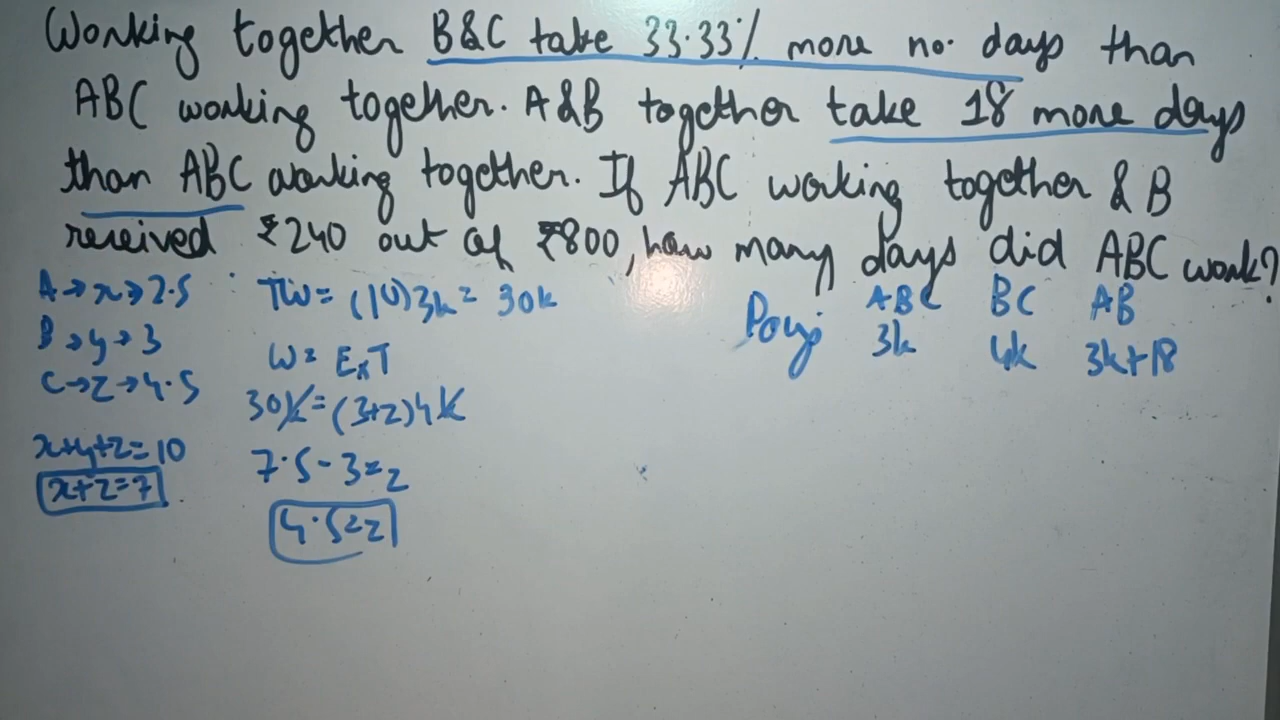 Working together B&C take 33.33% more no. days than
ABC working together. A&B together take 18 more days
than ABC working together. If ABC working together & B
received ₹240 out of ₹800, how many days did ABC work?
A→x→2.5
B→y→3
C→z→4.5
x+y+z=10
x+z=7
TW= (10)3k= 30k
W= E×T
30k=(3+z)4k
7.5-3=z
4.5=z
Days ABC BC AB
3k 4k 3k+18